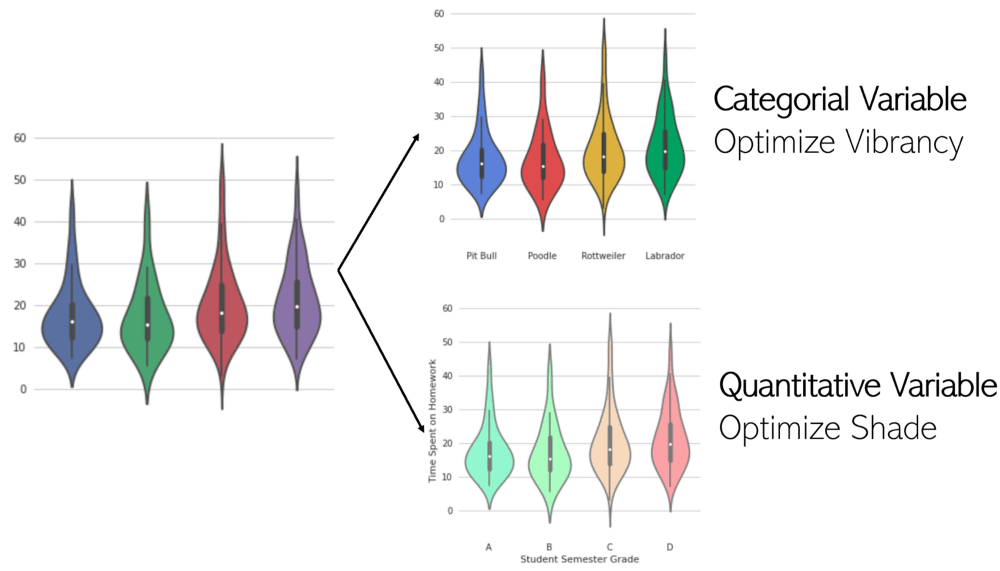 60
50
40
30
20
10
0
60
50
40
30
20
10
0
Pit Bull Poodle Rottweiler Labrador
Categorial Variable
Optimize Vibrancy
Time Spent on Homework
60
50
40
30
20
10
0
A B C D
Student Semester Grade
Quantitative Variable
Optimize Shade